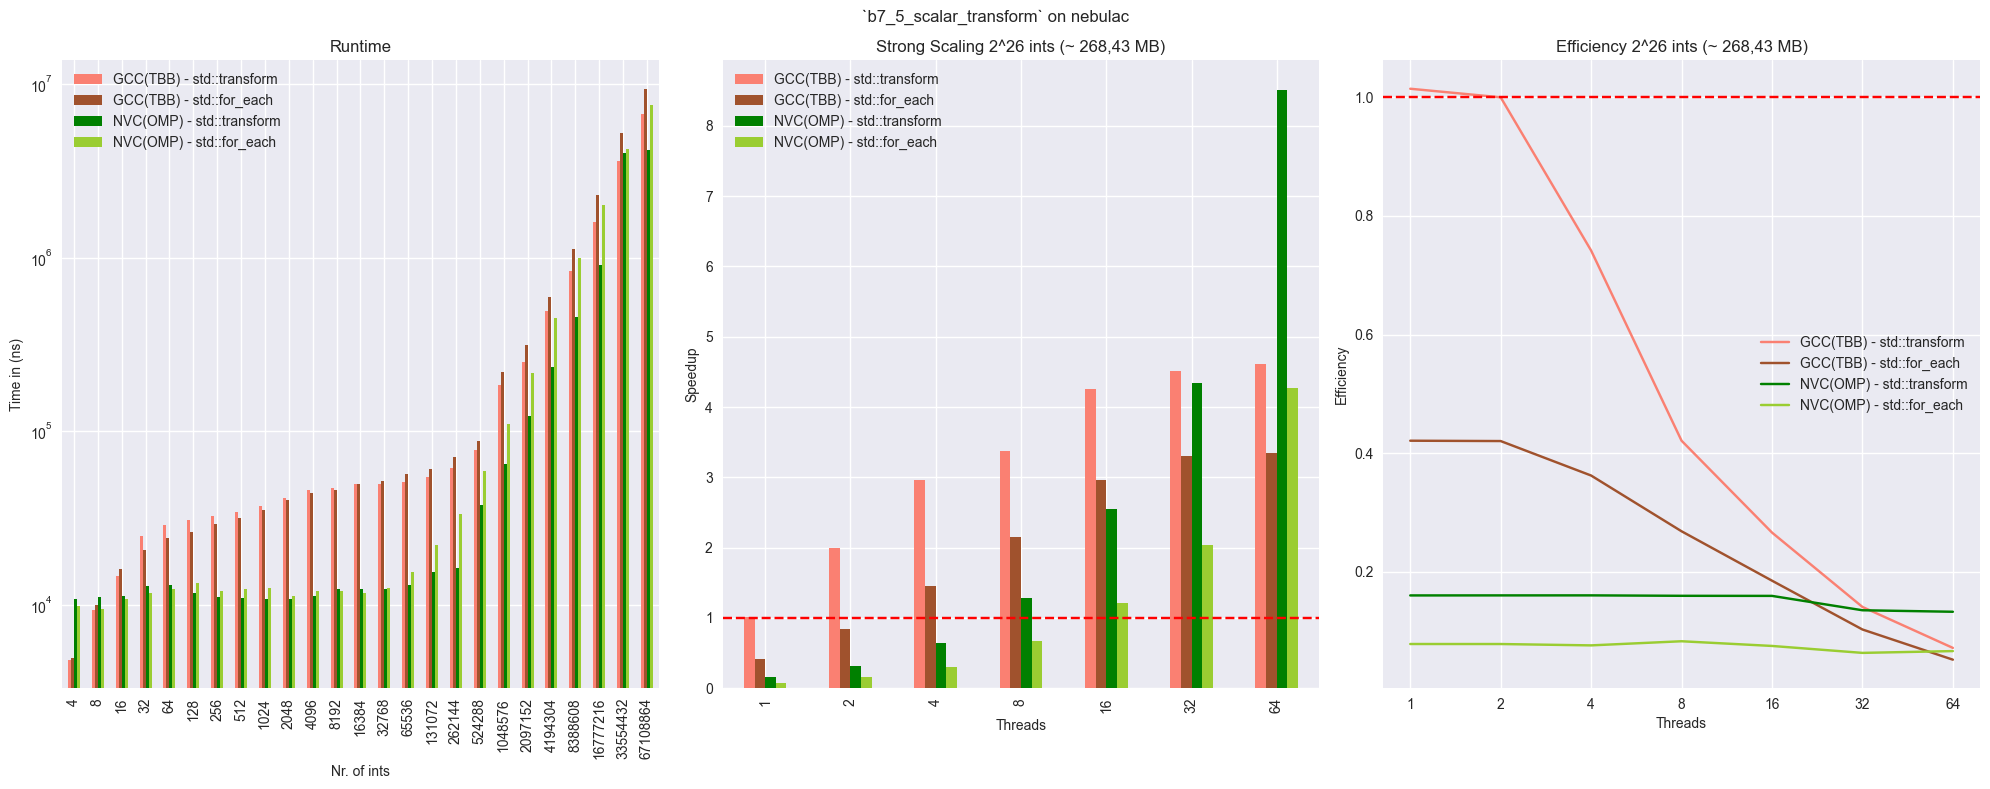 `b7_5_scalar_transform` on nebulac
Runtime
GCC(TBB) - std::transform
GCC(TBB) - std::for_each
NVC(OMP) - std::transform
NVC(OMP) - std::for_each
Time in (ns)
10^7
10^6
10^5
10^4
4 8 16 32 64 128 256 512 1024 2048 4096 8192 16384 32768 65536 131072 262144 524288 1048576 2097152 4194304 8388608 16777216 33554432 67108864
Nr. of ints
Strong Scaling 2^26 ints (~ 268,43 MB)
GCC(TBB) - std::transform
GCC(TBB) - std::for_each
NVC(OMP) - std::transform
NVC(OMP) - std::for_each
Speedup
8
7
6
5
4
3
2
1
0
1 2 4 8 16 32 64
Threads
Efficiency 2^26 ints (~ 268,43 MB)
Efficiency
1.0
0.8
0.6
0.4
0.2
GCC(TBB) - std::transform
GCC(TBB) - std::for_each
NVC(OMP) - std::transform
NVC(OMP) - std::for_each
1 2 4 8 16 32 64
Threads